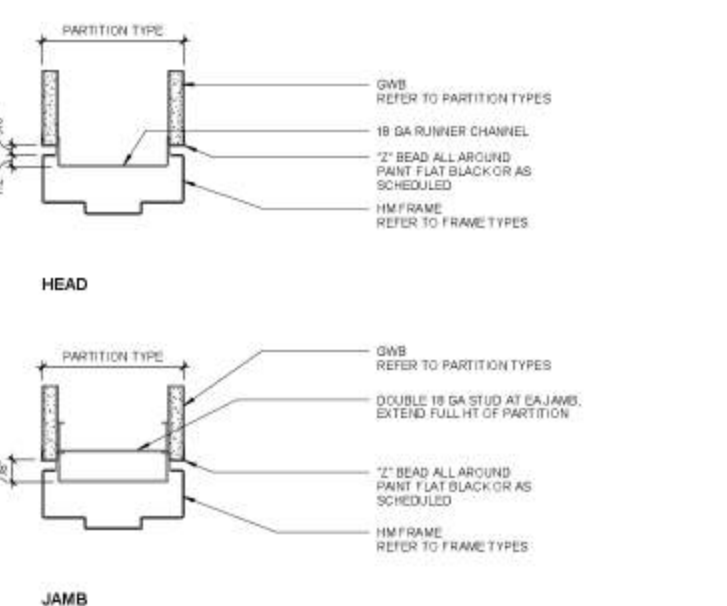 PARTITION TYPE
GWB
REFER TO PARTITION TYPES
18 GA RUNNER CHANNEL
"Z" BEAD ALL AROUND
PAINT FLAT BLACK OR AS
SCHEDULED
HM FRAME
REFER TO FRAME TYPES
HEAD
PARTITION TYPE
GWB
REFER TO PARTITION TYPES
DOUBLE 18 GA STUD AT EA JAMB,
EXTEND FULL HT OF PARTITION
"Z" BEAD ALL AROUND
PAINT FLAT BLACK OR AS
SCHEDULED
HM FRAME
REFER TO FRAME TYPES
JAMB